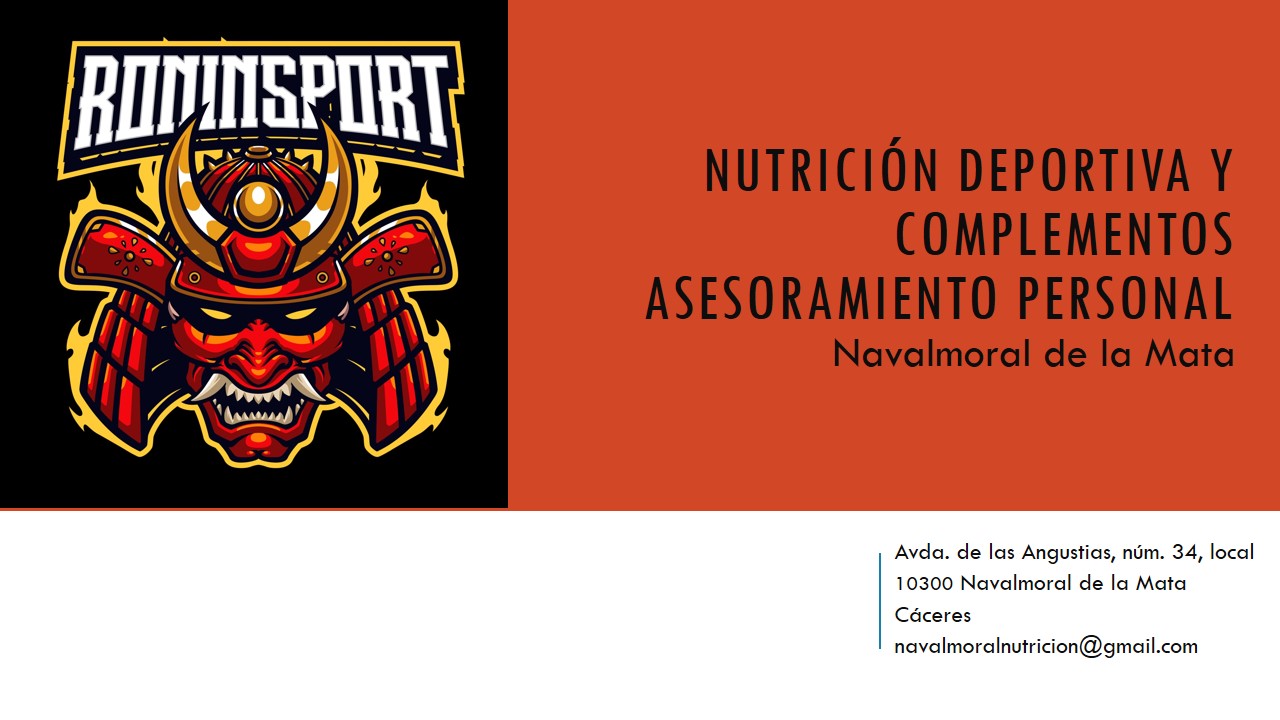 RONINSPORT
NUTRICIÓN DEPORTIVA Y
COMPLEMENTOS
ASESORAMIENTO PERSONAL
Navalmoral de la Mata
Avda. de las Angustias, núm. 34, local
10300 Navalmoral de la Mata
Cáceres
navalmoralnutricion@gmail.com